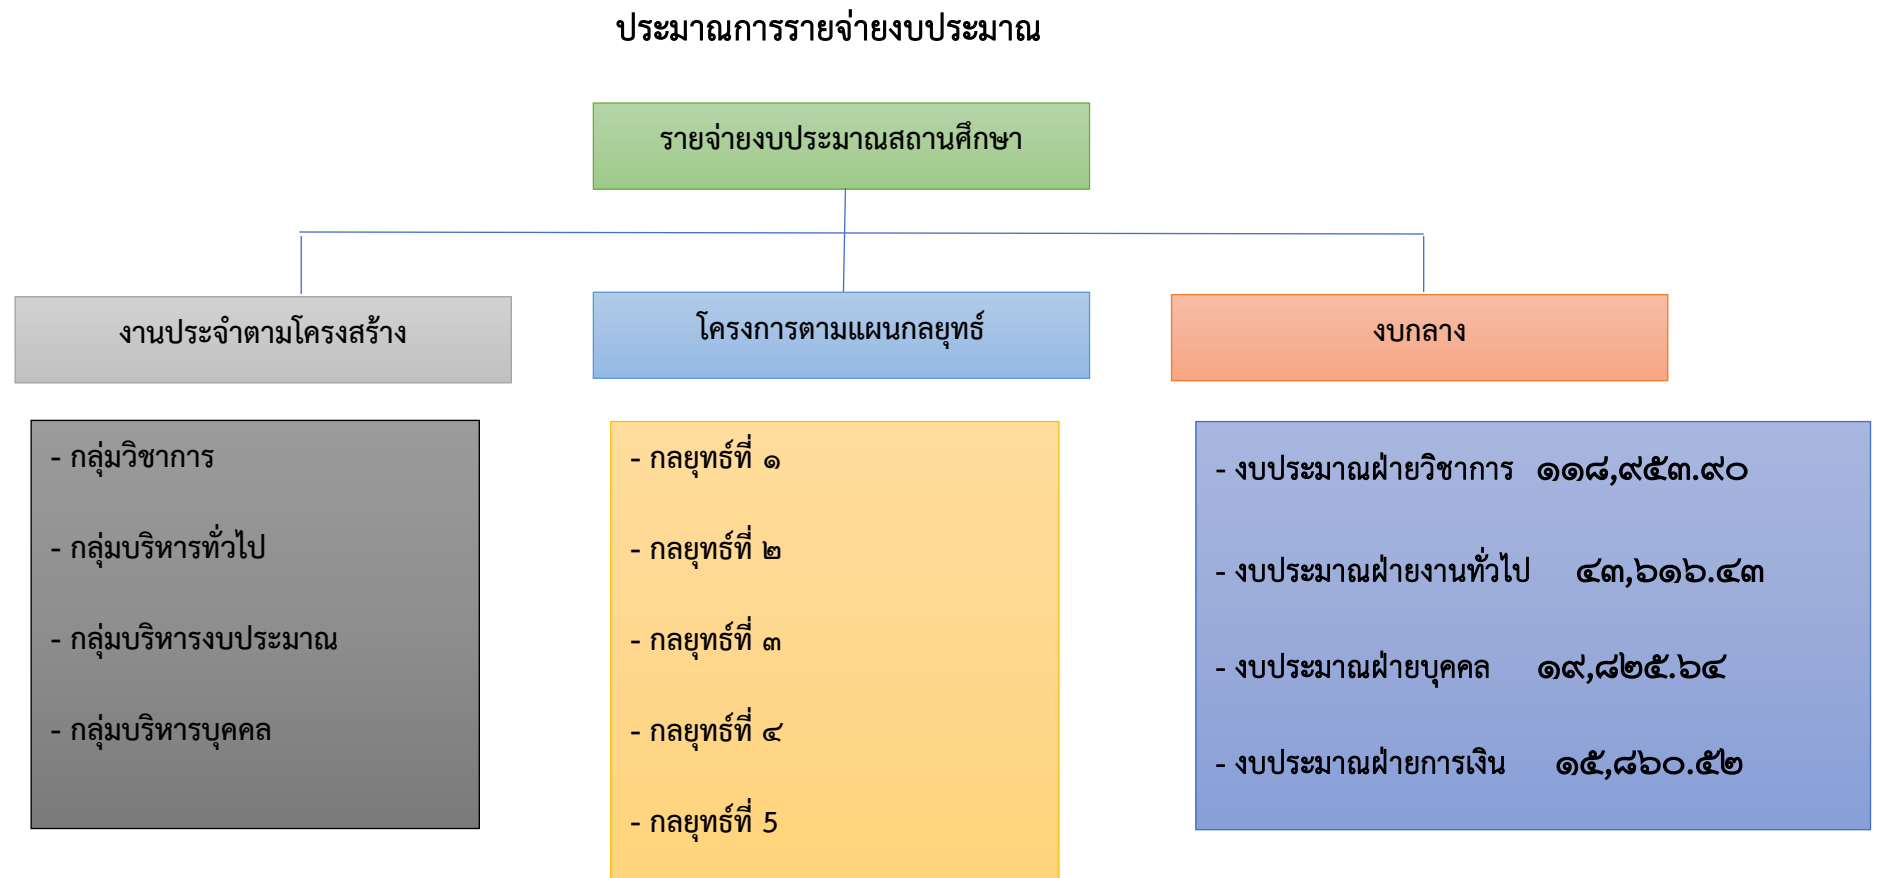 ประมาณการรายจ่ายงบประมาณ
รายจ่ายงบประมาณสถานศึกษา
งานประจำตามโครงสร้าง
- กลุ่มวิชาการ
- กลุ่มบริหารทั่วไป
- กลุ่มบริหารงบประมาณ
- กลุ่มบริหารบุคคล
โครงการตามแผนกลยุทธ์
- กลยุทธ์ที่ ๑
- กลยุทธ์ที่ ๒
- กลยุทธ์ที่ ๓
- กลยุทธ์ที่ ๔
- กลยุทธ์ที่ 5
งบกลาง
- งบประมาณฝ่ายวิชาการ ๑๑๘,๙๕๓.๙๐
- งบประมาณฝ่ายงานทั่วไป ๔๓,๖๑๖.๔๓
- งบประมาณฝ่ายบุคคล ๑๙,๘๒๕.๖๔
- งบประมาณฝ่ายการเงิน ๑๕,๘๖๐.๕๒